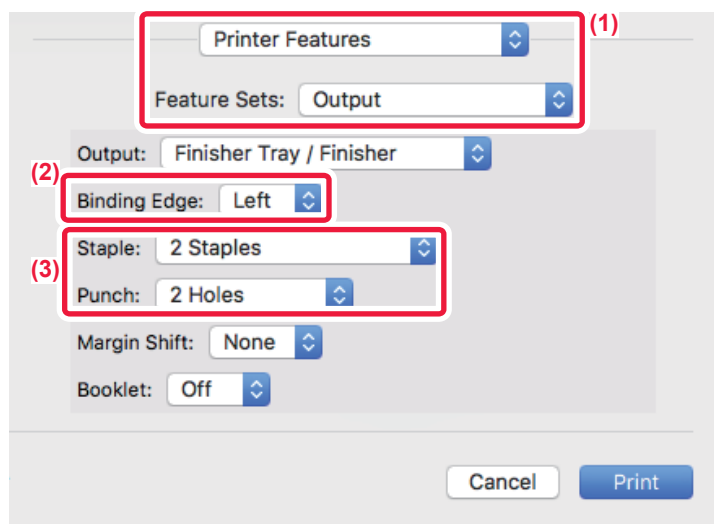 Printer Features
(1)
Feature Sets: Output
Output: Finisher Tray / Finisher
(2)
Binding Edge: Left
Staple: 2 Staples
(3)
Punch: 2 Holes
Margin Shift: None
Booklet: Off
Cancel Print